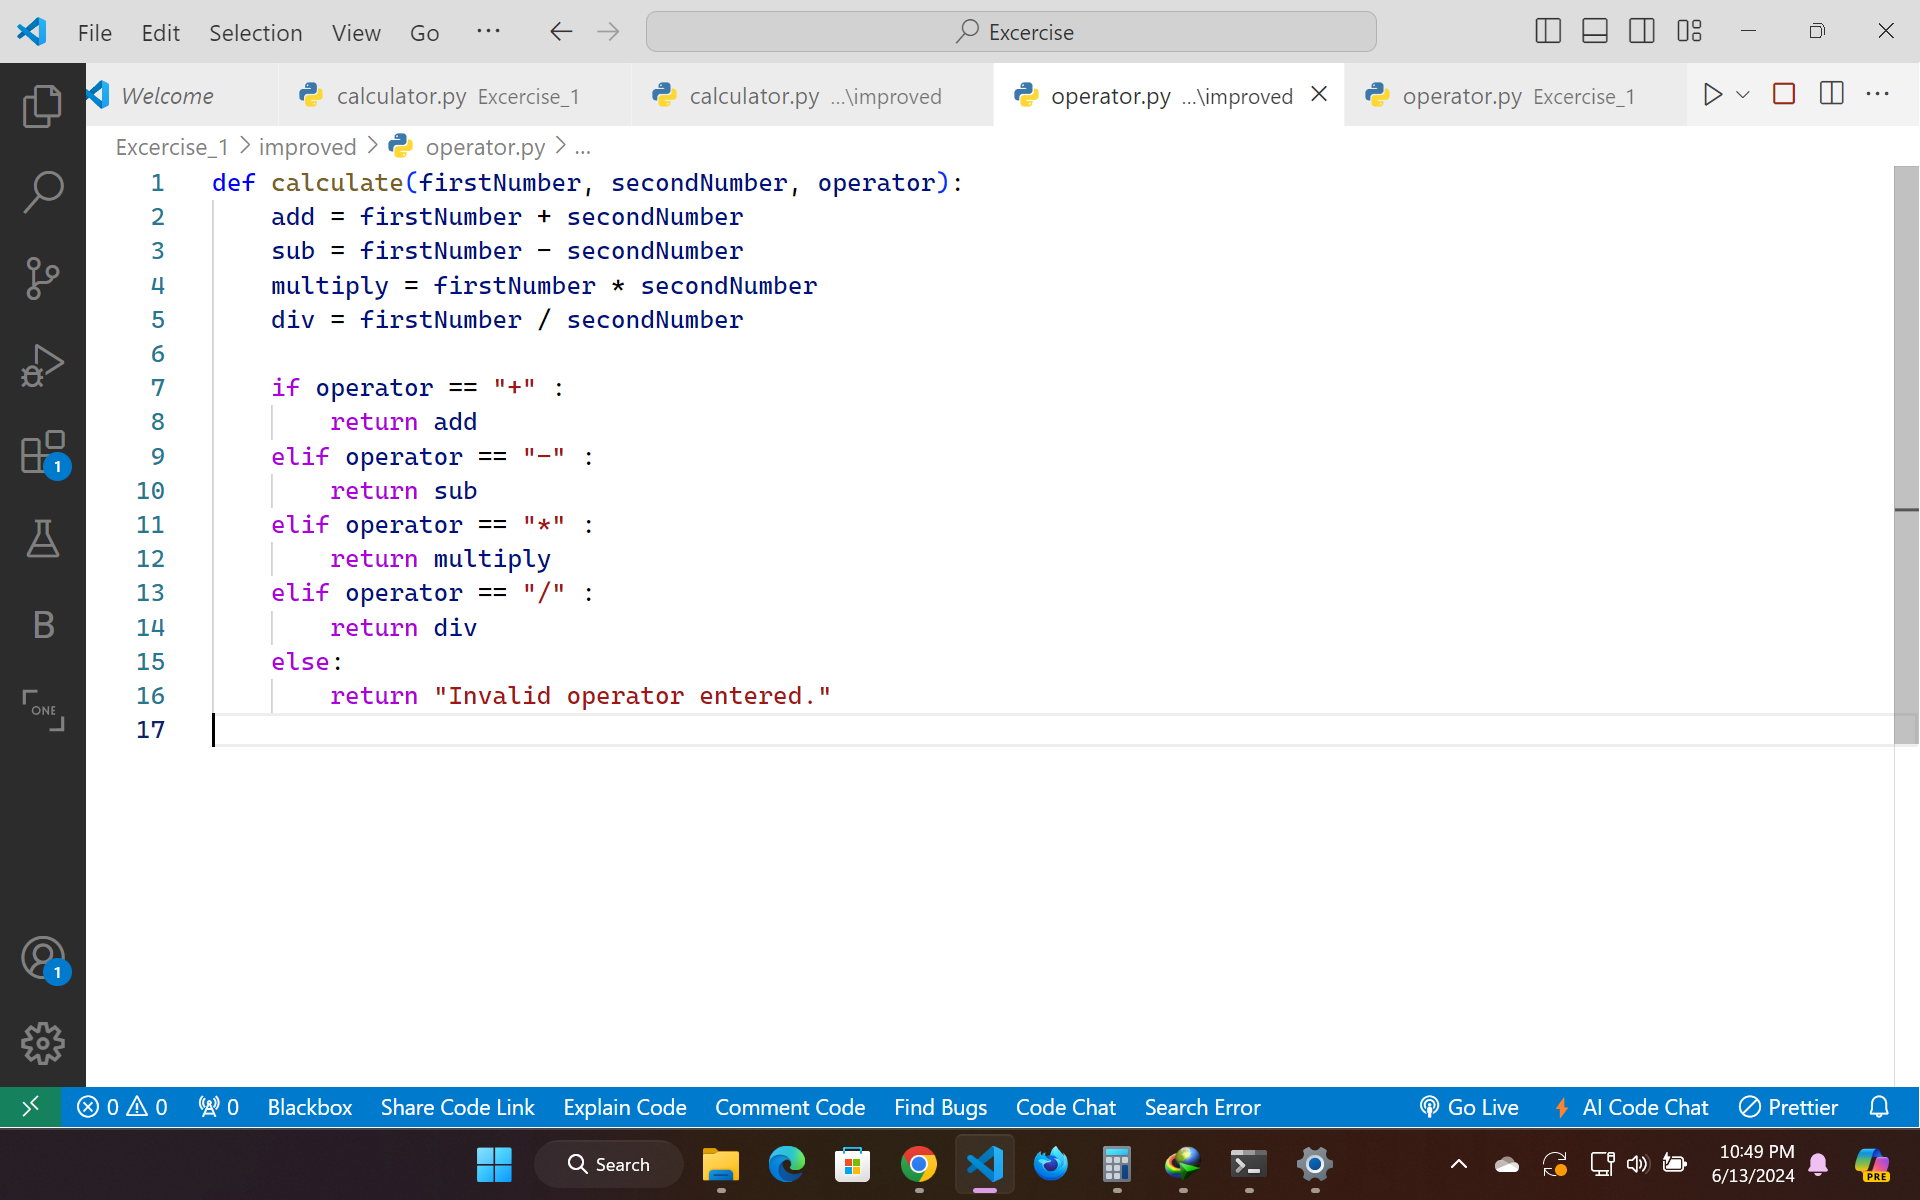 File Edit Selection View Go ··· Excercise
Welcome calculator.py Excercise_1 calculator.py ...\improved operator.py ...\improved operator.py Excercise_1
Excercise_1 > improved > operator.py > ...
1 def calculate(firstNumber, secondNumber, operator):
2 add = firstNumber + secondNumber
3 sub = firstNumber - secondNumber
4 multiply = firstNumber * secondNumber
5 div = firstNumber / secondNumber
6
7 if operator == "+" :
8 return add
9 elif operator == "-" :
10 return sub
11 elif operator == "*" :
12 return multiply
13 elif operator == "/" :
14 return div
15 else:
16 return "Invalid operator entered."
17
1
B
ONE
1
0 0 0 Blackbox Share Code Link Explain Code Comment Code Find Bugs Code Chat Search Error Go Live AI Code Chat Prettier
Search
10:49 PM
6/13/2024
PRE